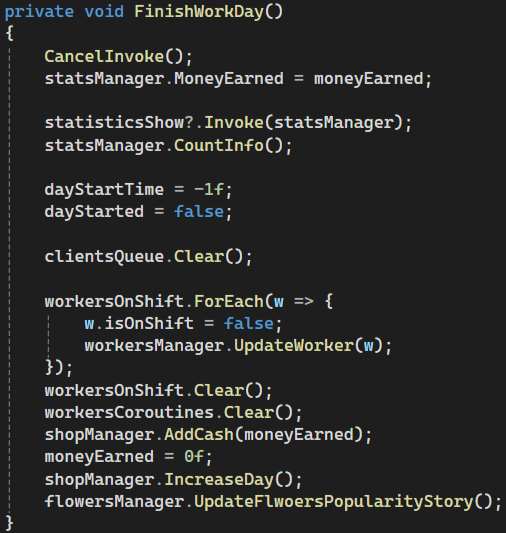 private void FinishWorkDay()
{
    CancelInvoke();
    statsManager.MoneyEarned = moneyEarned;

    statisticsShow?.Invoke(statsManager);
    statsManager.CountInfo();

    dayStartTime = -1f;
    dayStarted = false;

    clientsQueue.Clear();

    workersOnShift.ForEach(w => {
        w.isOnShift = false;
        workersManager.UpdateWorker(w);
    });
    workersOnShift.Clear();
    workersCoroutines.Clear();
    shopManager.AddCash(moneyEarned);
    moneyEarned = 0f;
    shopManager.IncreaseDay();
    flowersManager.UpdateFlwoersPopularityStory();
}